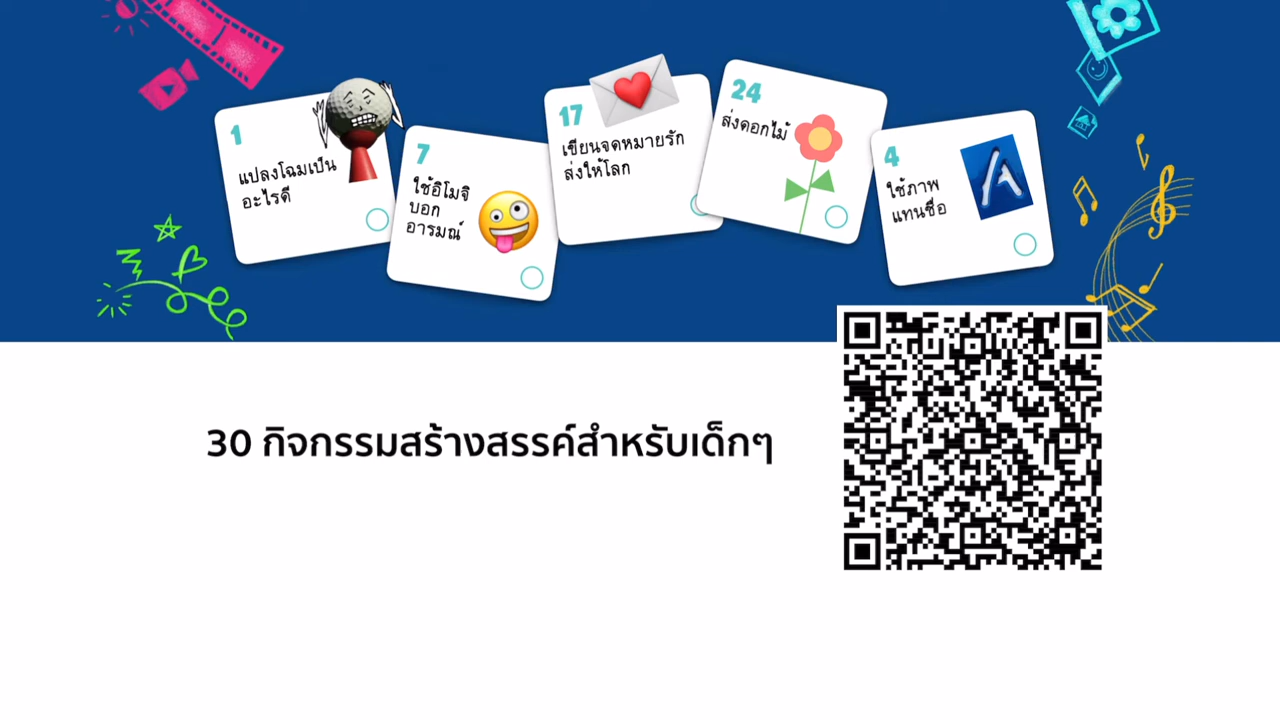 1
แปลงโฉมเป็น
อะไรดี
7
ใช้อิโมจิ
บอก
อารมณ์
17
เขียนจดหมายรัก
ส่งให้โลก
24
ส่งดอกไม้
4
ใช้ภาพ
แทนชื่อ
A
30 กิจกรรมสร้างสรรค์สำหรับเด็กๆ